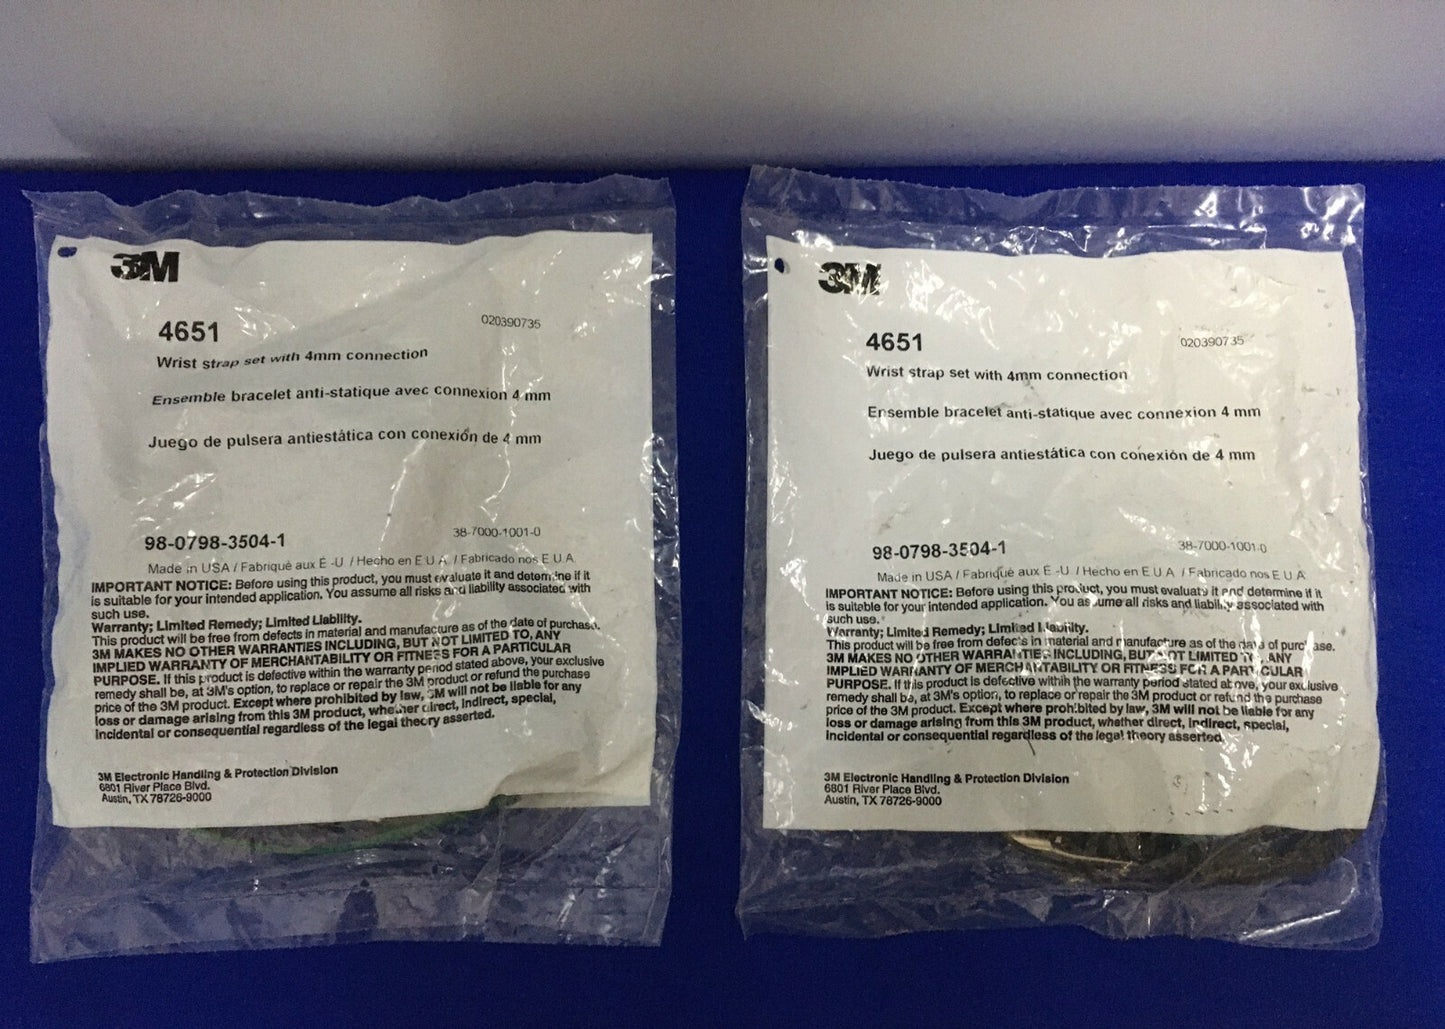 3M
4651
020390735
Wrist strap set with 4mm connection
Ensemble bracelet anti-statique avec connexion 4 mm
Juego de pulsera antiestática con conexión de 4 mm
98-0798-3504-1
38-7000-1001-0
Made in USA / Fabriqué aux É -U / Hecho en E U A / Fabricado nos E U A
IMPORTANT NOTICE: Before using this product, you must evaluate it and determine if it
is suitable for your intended application. You assume all risks and liability associated with
such use.
Warranty; Limited Remedy; Limited Liability.
This product will be free from defects in material and manufacture as of the date of purchase.
3M MAKES NO OTHER WARRANTIES INCLUDING, BUT NOT LIMITED TO, ANY
IMPLIED WARRANTY OF MERCHANTABILITY OR FITNESS FOR A PARTICULAR
PURPOSE. If this product is defective within the warranty period stated above, your exclusive
remedy shall be, at 3M's option, to replace or repair the 3M product or refund the purchase
price of the 3M product. Except where prohibited by law, 3M will not be liable for any
loss or damage arising from this 3M product, whether direct, indirect, special,
incidental or consequential regardless of the legal theory asserted.
3M Electronic Handling & Protection Division
6801 River Place Blvd.
Austin, TX 78726-9000
3M
4651
020390735
Wrist strap set with 4mm connection
Ensemble bracelet anti-statique avec connexion 4 mm
Juego de pulsera antiestática con conexión de 4 mm
98-0798-3504-1
38-7000-1001-0
Made in USA / Fabriqué aux É -U / Hecho en E U A / Fabricado nos E U A
IMPORTANT NOTICE: Before using this product, you must evaluate it and determine if it
is suitable for your intended application. You assume all risks and liability associated with
such use.
Warranty; Limited Remedy; Limited Liability.
This product will be free from defects in material and manufacture as of the date of purchase.
3M MAKES NO OTHER WARRANTIES INCLUDING, BUT NOT LIMITED TO, ANY
IMPLIED WARRANTY OF MERCHANTABILITY OR FITNESS FOR A PARTICULAR
PURPOSE. If this product is defective within the warranty period stated above, your exclusive
remedy shall be, at 3M's option, to replace or repair the 3M product or refund the purchase
price of the 3M product. Except where prohibited by law, 3M will not be liable for any
loss or damage arising from this 3M product, whether direct, indirect, special,
incidental or consequential regardless of the legal theory asserted.
3M Electronic Handling & Protection Division
6801 River Place Blvd.
Austin, TX 78726-9000